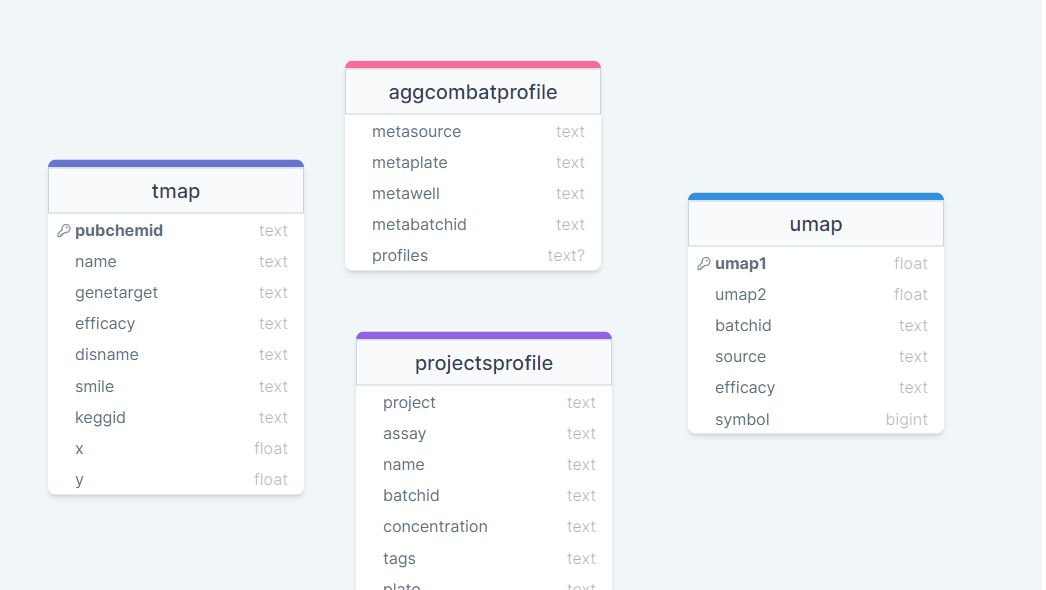 aggcombatprofile
metasource text
metaplate text
metawell text
metabatchid text
profiles text?
tmap
pubchemid text
name text
genetarget text
efficacy text
disname text
smile text
keggid text
x float
y float
umap
umap1 float
umap2 float
batchid text
source text
efficacy text
symbol bigint
projectsprofile
project text
assay text
name text
batchid text
concentration text
tags text
plate text